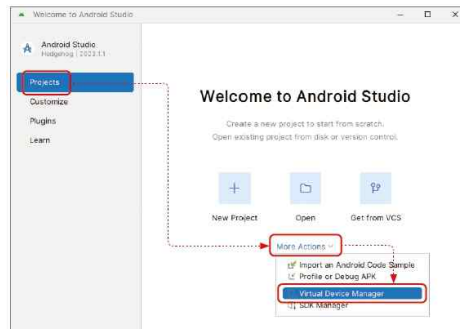 Welcome to Android Studio
Android Studio
Hedgehog | 2023.1.1
Projects
Customize
Plugins
Learn
Welcome to Android Studio
Create a new project to start from scratch.
Open existing project from disk or version control.
New Project
Open
Get from VCS
More Actions
Import an Android Code Sample
Profile or Debug APK
Virtual Device Manager
SDK Manager